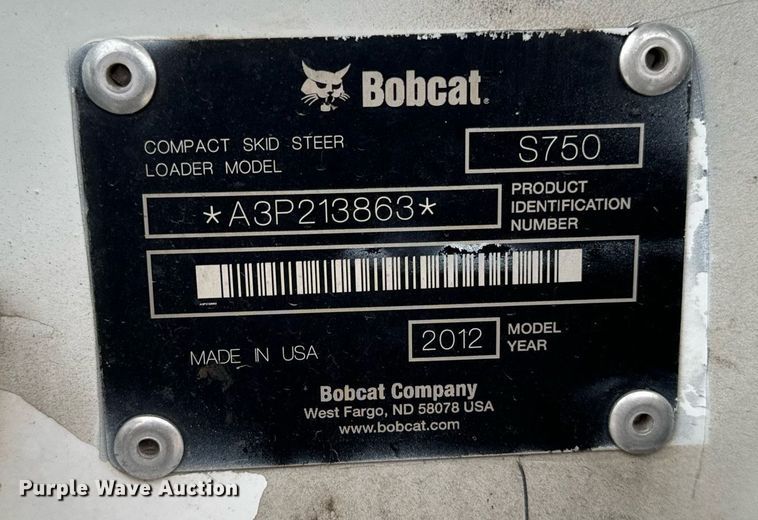 Bobcat
COMPACT SKID STEER
LOADER MODEL
S750
*A3P213863*
PRODUCT
IDENTIFICATION
NUMBER
MADE IN USA
2012
MODEL
YEAR
Bobcat Company
West Fargo, ND 58078 USA
www.bobcat.com
Purple Wave Auction